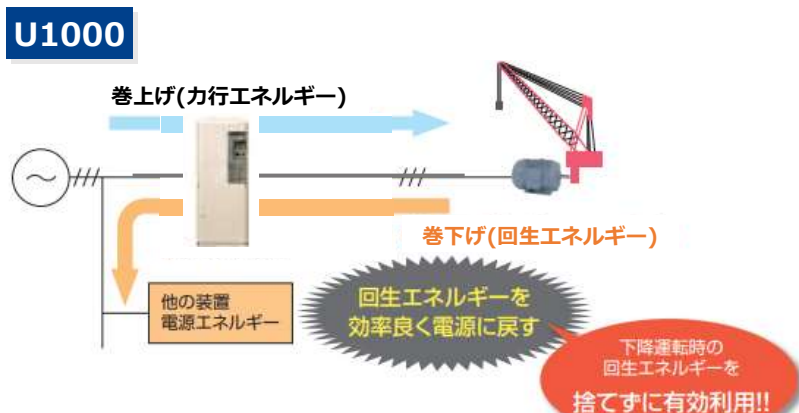 U1000
巻上げ(力行エネルギー)
巻下げ(回生エネルギー)
他の装置
電源エネルギー
回生エネルギーを
効率良く電源に戻す
下降運転時の
回生エネルギーを
捨てずに有効利用!!